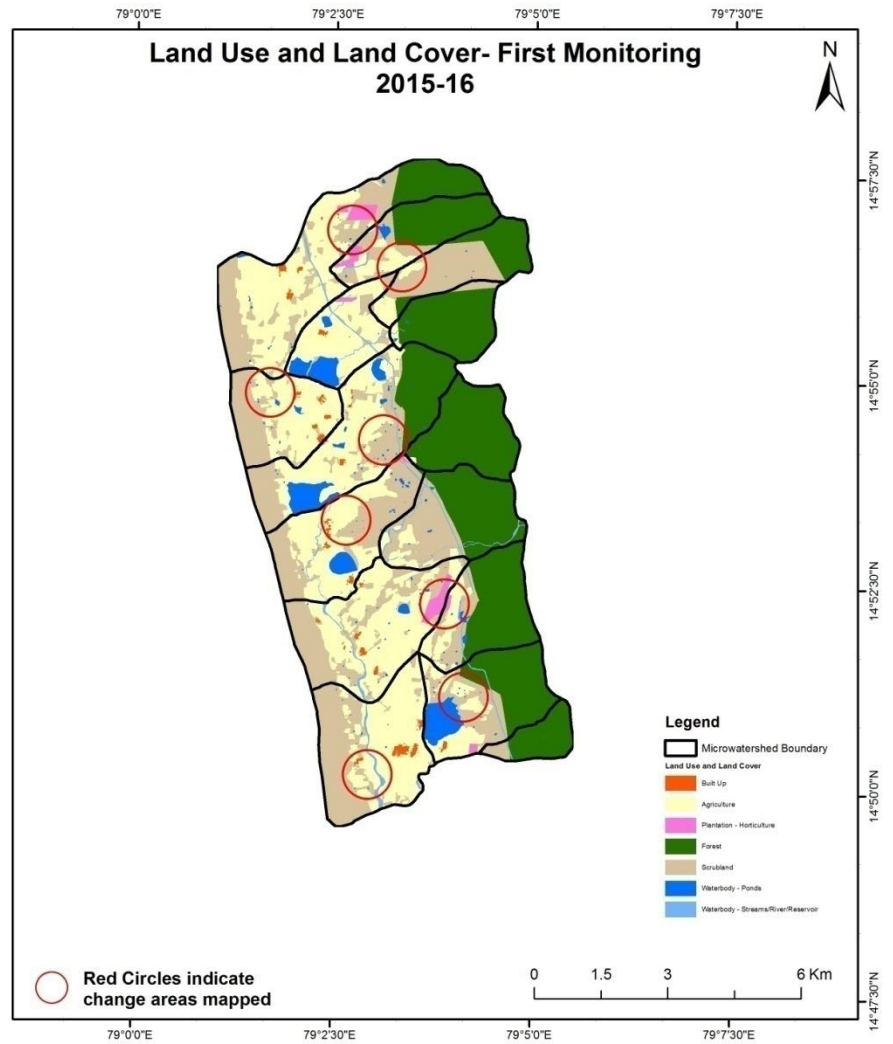 79°0'0"E
79°2'30"E
79°5'0"E
79°7'30"E
Land Use and Land Cover- First Monitoring
2015-16
N
14°57'30"N
14°55'0"N
14°52'30"N
14°50'0"N
14°47'30"N
Legend
Microwatershed Boundary
Land Use and Land Cover
Built Up
Agriculture
Plantation - Horticulture
Forest
Scrubland
Waterbody - Ponds
Waterbody - Streams/River/Reservoir
Red Circles indicate
change areas mapped
0 1.5 3 6 Km
79°0'0"E
79°2'30"E
79°5'0"E
79°7'30"E